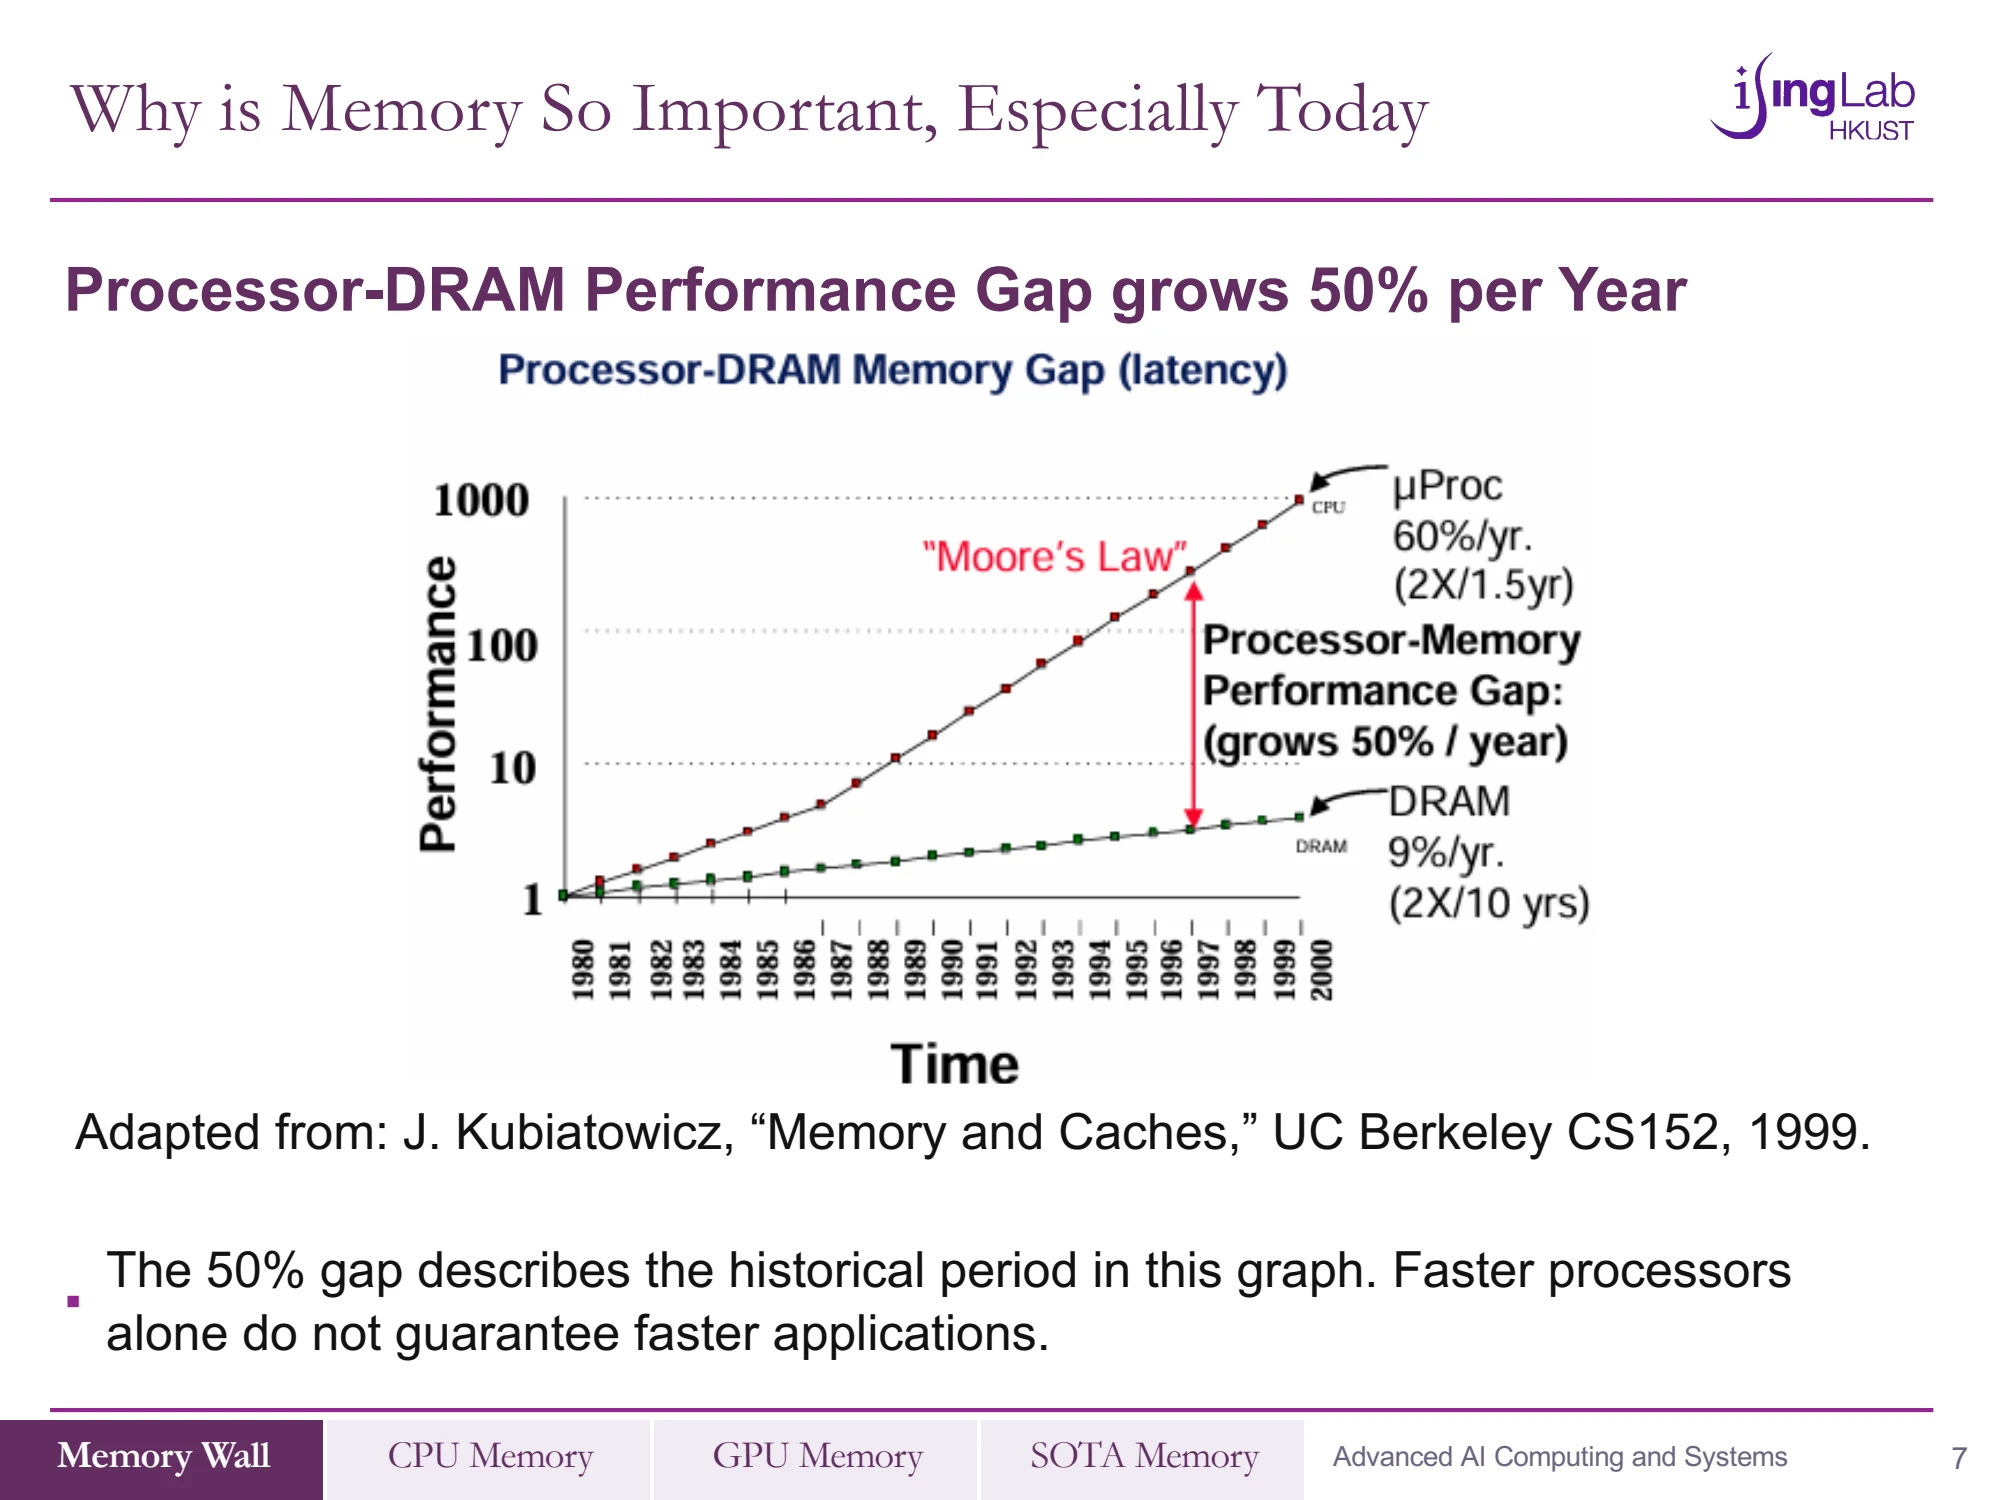 Why is Memory So Important, Especially Today
isingLab
HKUST
Processor-DRAM Performance Gap grows 50% per Year
Processor-DRAM Memory Gap (latency)
Performance
1000
100
10
1
"Moore's Law"
CPU
µProc
60%/yr.
(2X/1.5yr)
Processor-Memory
Performance Gap:
(grows 50% / year)
DRAM
DRAM
9%/yr.
(2X/10 yrs)
1980 1981 1982 1983 1984 1985 1986 1987 1988 1989 1990 1991 1992 1993 1994 1995 1996 1997 1998 1999 2000
Time
Adapted from: J. Kubiatowicz, “Memory and Caches,” UC Berkeley CS152, 1999.
▪ The 50% gap describes the historical period in this graph. Faster processors
alone do not guarantee faster applications.
Memory Wall CPU Memory GPU Memory SOTA Memory Advanced AI Computing and Systems 7